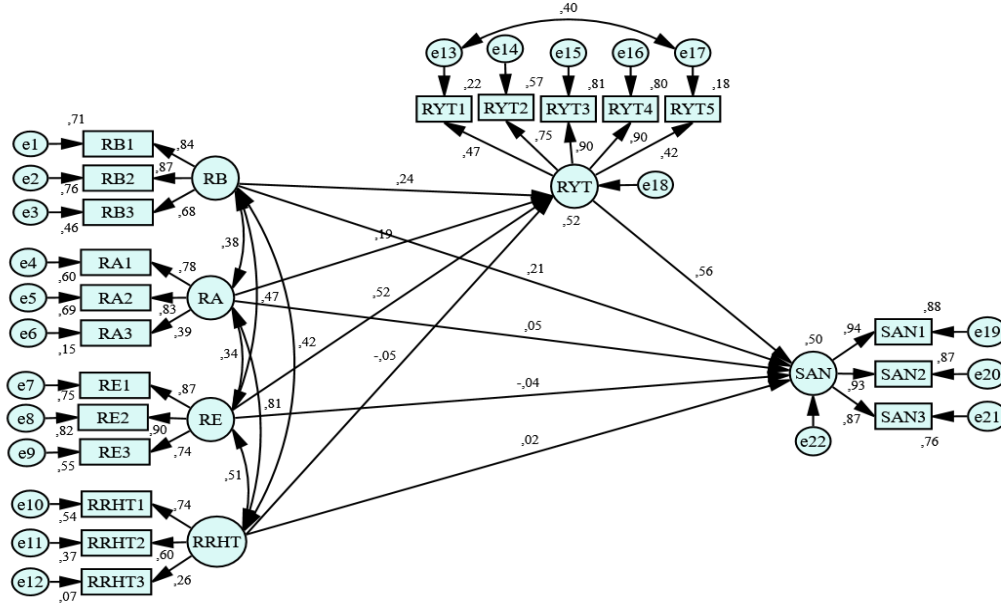 ,40
e13 e14 e15 e16 e17
,22 ,57 ,81 ,80 ,18
RYT1 RYT2 RYT3 RYT4 RYT5
,47 ,75 ,90 ,90 ,42
,71
e1 RB1 ,84
e2 RB2 ,87 RB
,76
e3 RB3 ,68
,46
,24 RYT e18
,52
,38 ,19
e4 RA1 ,78
,60
e5 RA2 ,83 RA
,69
e6 RA3 ,39
,15
,47 ,52 ,21 ,56
,34 ,42 -,05 ,05
,50 ,94 ,88
SAN1 e19
SAN ,93 SAN2 ,87 e20
,87 SAN3 e21
,76
e22
e7 RE1 ,87
,75
e8 RE2 ,90 RE
,82
e9 RE3 ,74
,55
,81 -,04
,51 ,02
e10 RRHT1 ,74
,54
e11 RRHT2 ,60 RRHT
,37
e12 RRHT3 ,26
,07